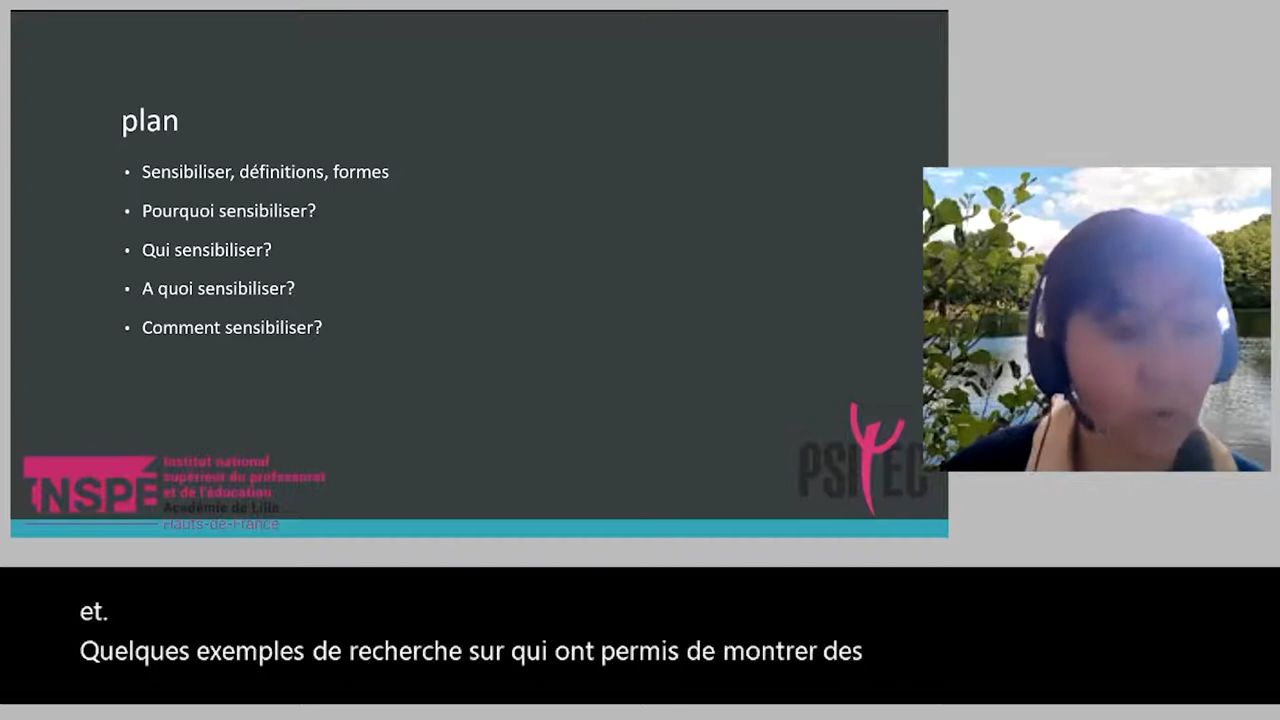 plan
• Sensibiliser, définitions, formes
• Pourquoi sensibiliser?
• Qui sensibiliser?
• A quoi sensibiliser?
• Comment sensibiliser?
INSPÉ
Institut national
supérieur du professorat
et de l'éducation
Académie de Lille
Hauts-de-France
PSITEC
et.
Quelques exemples de recherche sur qui ont permis de montrer des